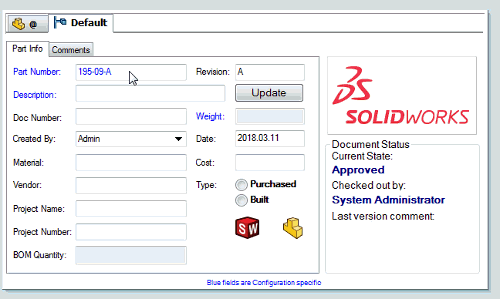 @ Default
Part Info Comments
Part Number: 195-09-A Revision: A
Description: Update
Doc Number: Weight:
Created By: Admin Date: 2018.03.11
Material: Cost:
Vendor: Type: Purchased
Built
Project Name:
Project Number:
BOM Quantity:
SW
Blue fields are Configuration specific
SOLIDWORKS
Document Status
Current State:
Approved
Checked out by:
System Administrator
Last version comment: